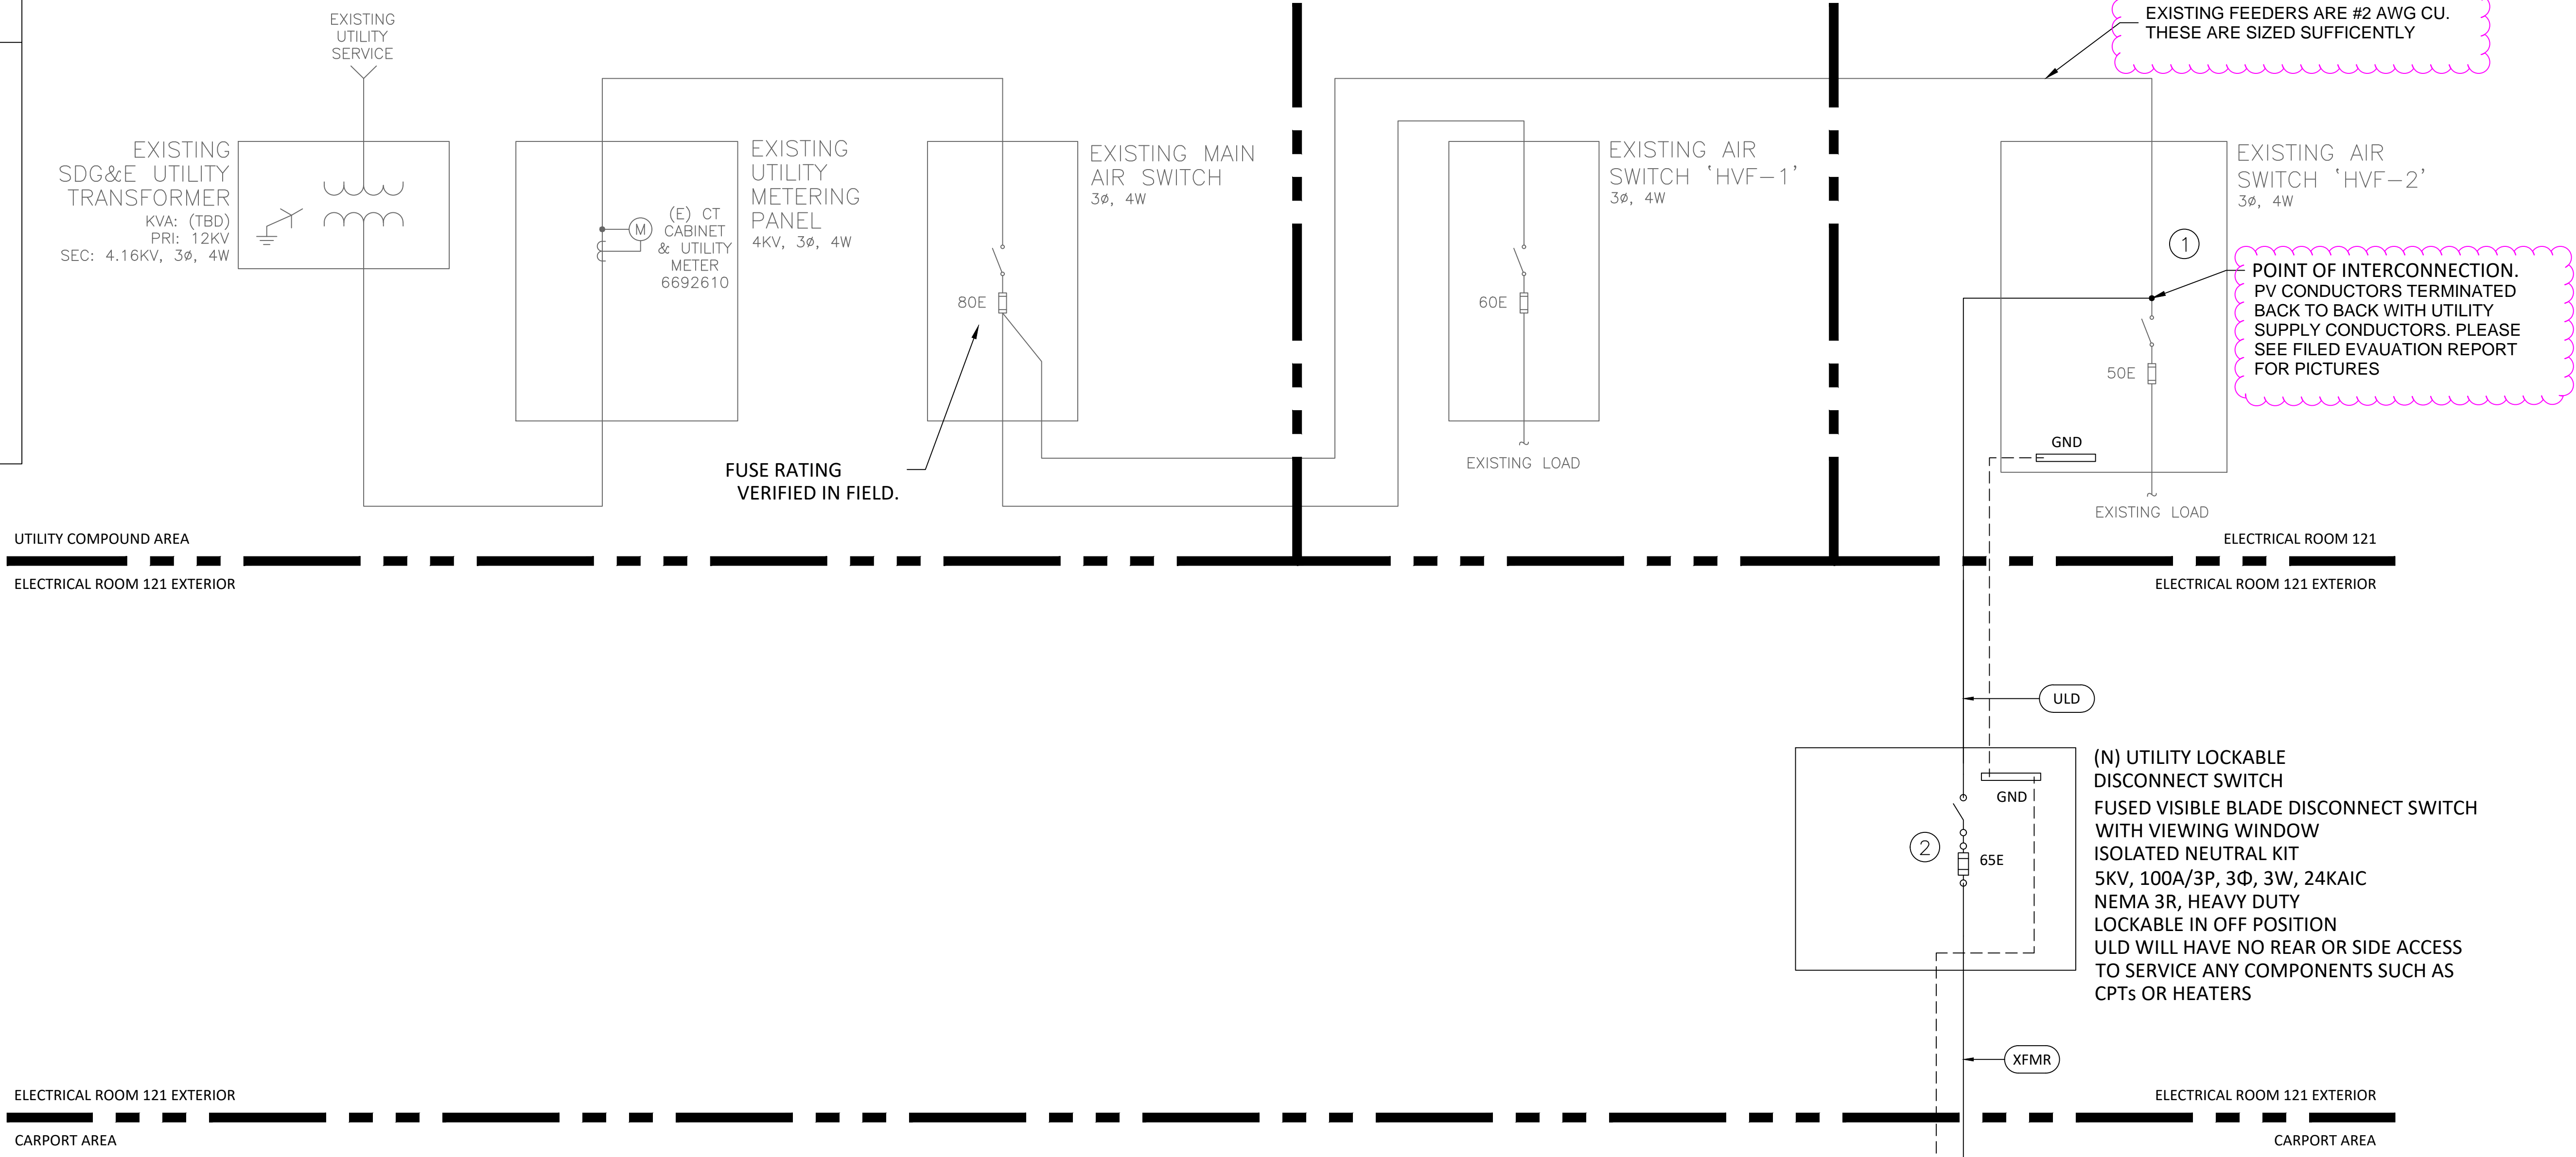 EXISTING
UTILITY
SERVICE
EXISTING FEEDERS ARE #2 AWG CU.
THESE ARE SIZED SUFFICENTLY
EXISTING
SDG&E UTILITY
TRANSFORMER
KVA: (TBD)
PRI: 12KV
SEC: 4.16KV, 3ø, 4W
EXISTING
UTILITY
METERING
PANEL
4KV, 3ø, 4W
M
(E) CT
CABINET
& UTILITY
METER
6692610
EXISTING MAIN
AIR SWITCH
3ø, 4W
80E
FUSE RATING
VERIFIED IN FIELD.
EXISTING AIR
SWITCH ‘HVF-1’
3ø, 4W
60E
EXISTING LOAD
EXISTING AIR
SWITCH ‘HVF-2’
3ø, 4W
1
POINT OF INTERCONNECTION.
PV CONDUCTORS TERMINATED
BACK TO BACK WITH UTILITY
SUPPLY CONDUCTORS. PLEASE
SEE FILED EVAUATION REPORT
FOR PICTURES
50E
GND
EXISTING LOAD
UTILITY COMPOUND AREA
ELECTRICAL ROOM 121
ELECTRICAL ROOM 121 EXTERIOR
ELECTRICAL ROOM 121 EXTERIOR
ULD
GND
2
65E
(N) UTILITY LOCKABLE
DISCONNECT SWITCH
FUSED VISIBLE BLADE DISCONNECT SWITCH
WITH VIEWING WINDOW
ISOLATED NEUTRAL KIT
5KV, 100A/3P, 3Φ, 3W, 24KAIC
NEMA 3R, HEAVY DUTY
LOCKABLE IN OFF POSITION
ULD WILL HAVE NO REAR OR SIDE ACCESS
TO SERVICE ANY COMPONENTS SUCH AS
CPTs OR HEATERS
XFMR
ELECTRICAL ROOM 121 EXTERIOR
ELECTRICAL ROOM 121 EXTERIOR
CARPORT AREA
CARPORT AREA